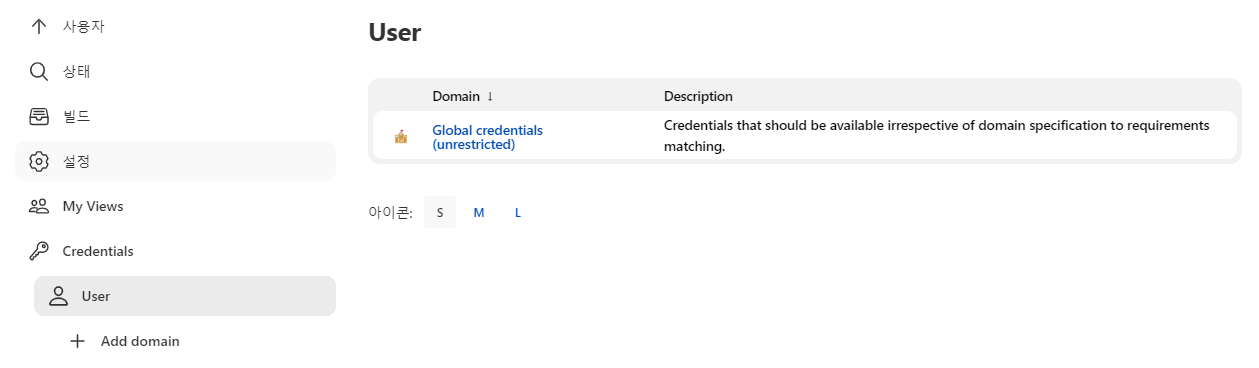 사용자
상태
빌드
설정
My Views
Credentials
User
Add domain
User
Domain ↓
Description
Global credentials
(unrestricted)
Credentials that should be available irrespective of domain specification to requirements
matching.
아이콘: S M L